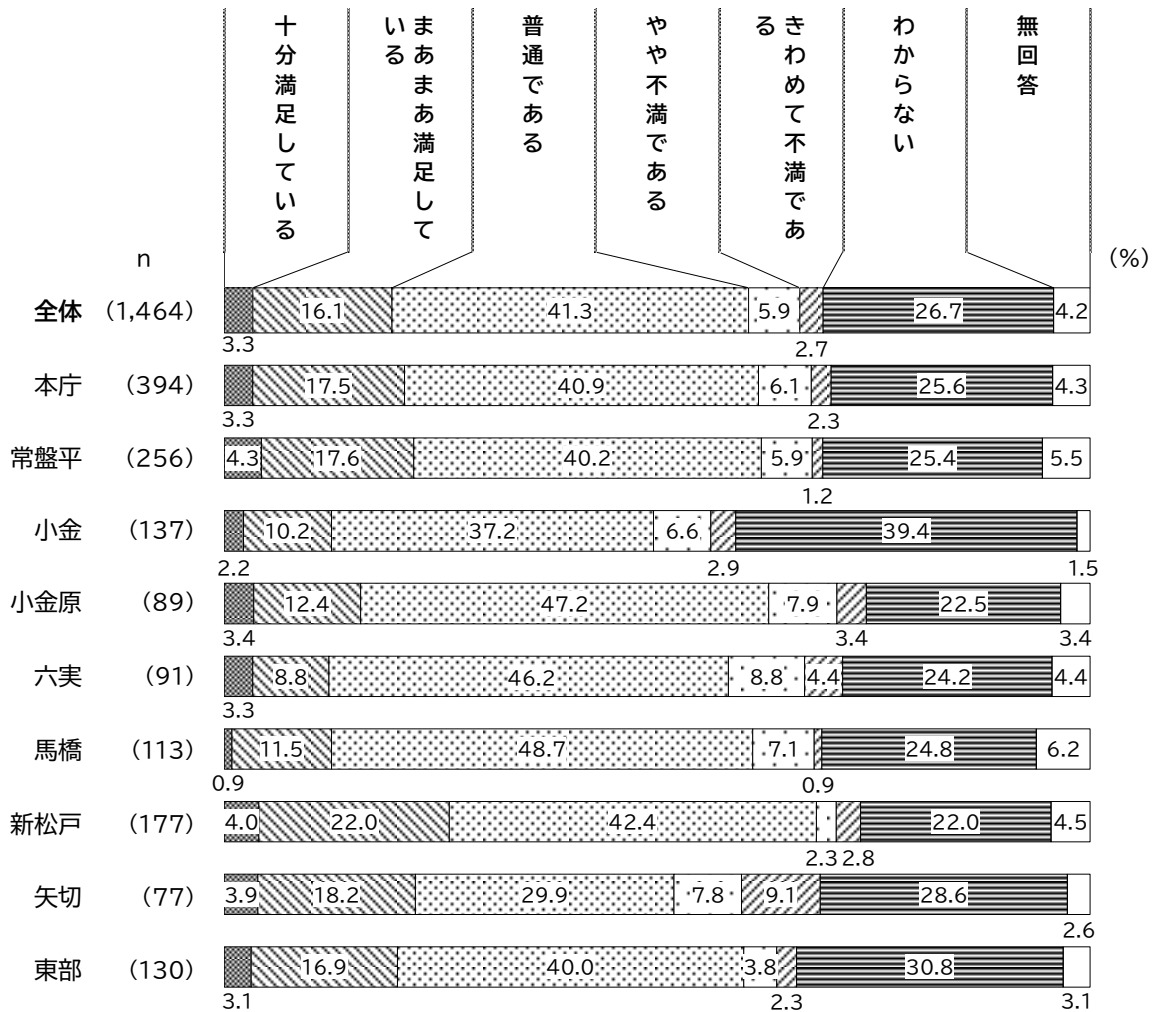 十分満足している
まあまあ満足して
いる
普通である
やや不満である
きわめて不満であ
る
わからない
無回答
n
(%)
全体 (1,464) 16.1 41.3 5.9 26.7 4.2
3.3 2.7
本庁 (394) 17.5 40.9 6.1 25.6 4.3
3.3 2.3
常盤平 (256) 4.3 17.6 40.2 5.9 25.4 5.5
1.2
小金 (137) 10.2 37.2 6.6 39.4
2.2 2.9 1.5
小金原 (89) 12.4 47.2 7.9 22.5
3.4 3.4 3.4
六実 (91) 8.8 46.2 8.8 4.4 24.2 4.4
3.3
馬橋 (113) 11.5 48.7 7.1 24.8 6.2
0.9 0.9
新松戸 (177) 4.0 22.0 42.4 22.0 4.5
2.3 2.8
矢切 (77) 3.9 18.2 29.9 7.8 9.1 28.6
2.6
東部 (130) 16.9 40.0 3.8 30.8
3.1 2.3 3.1